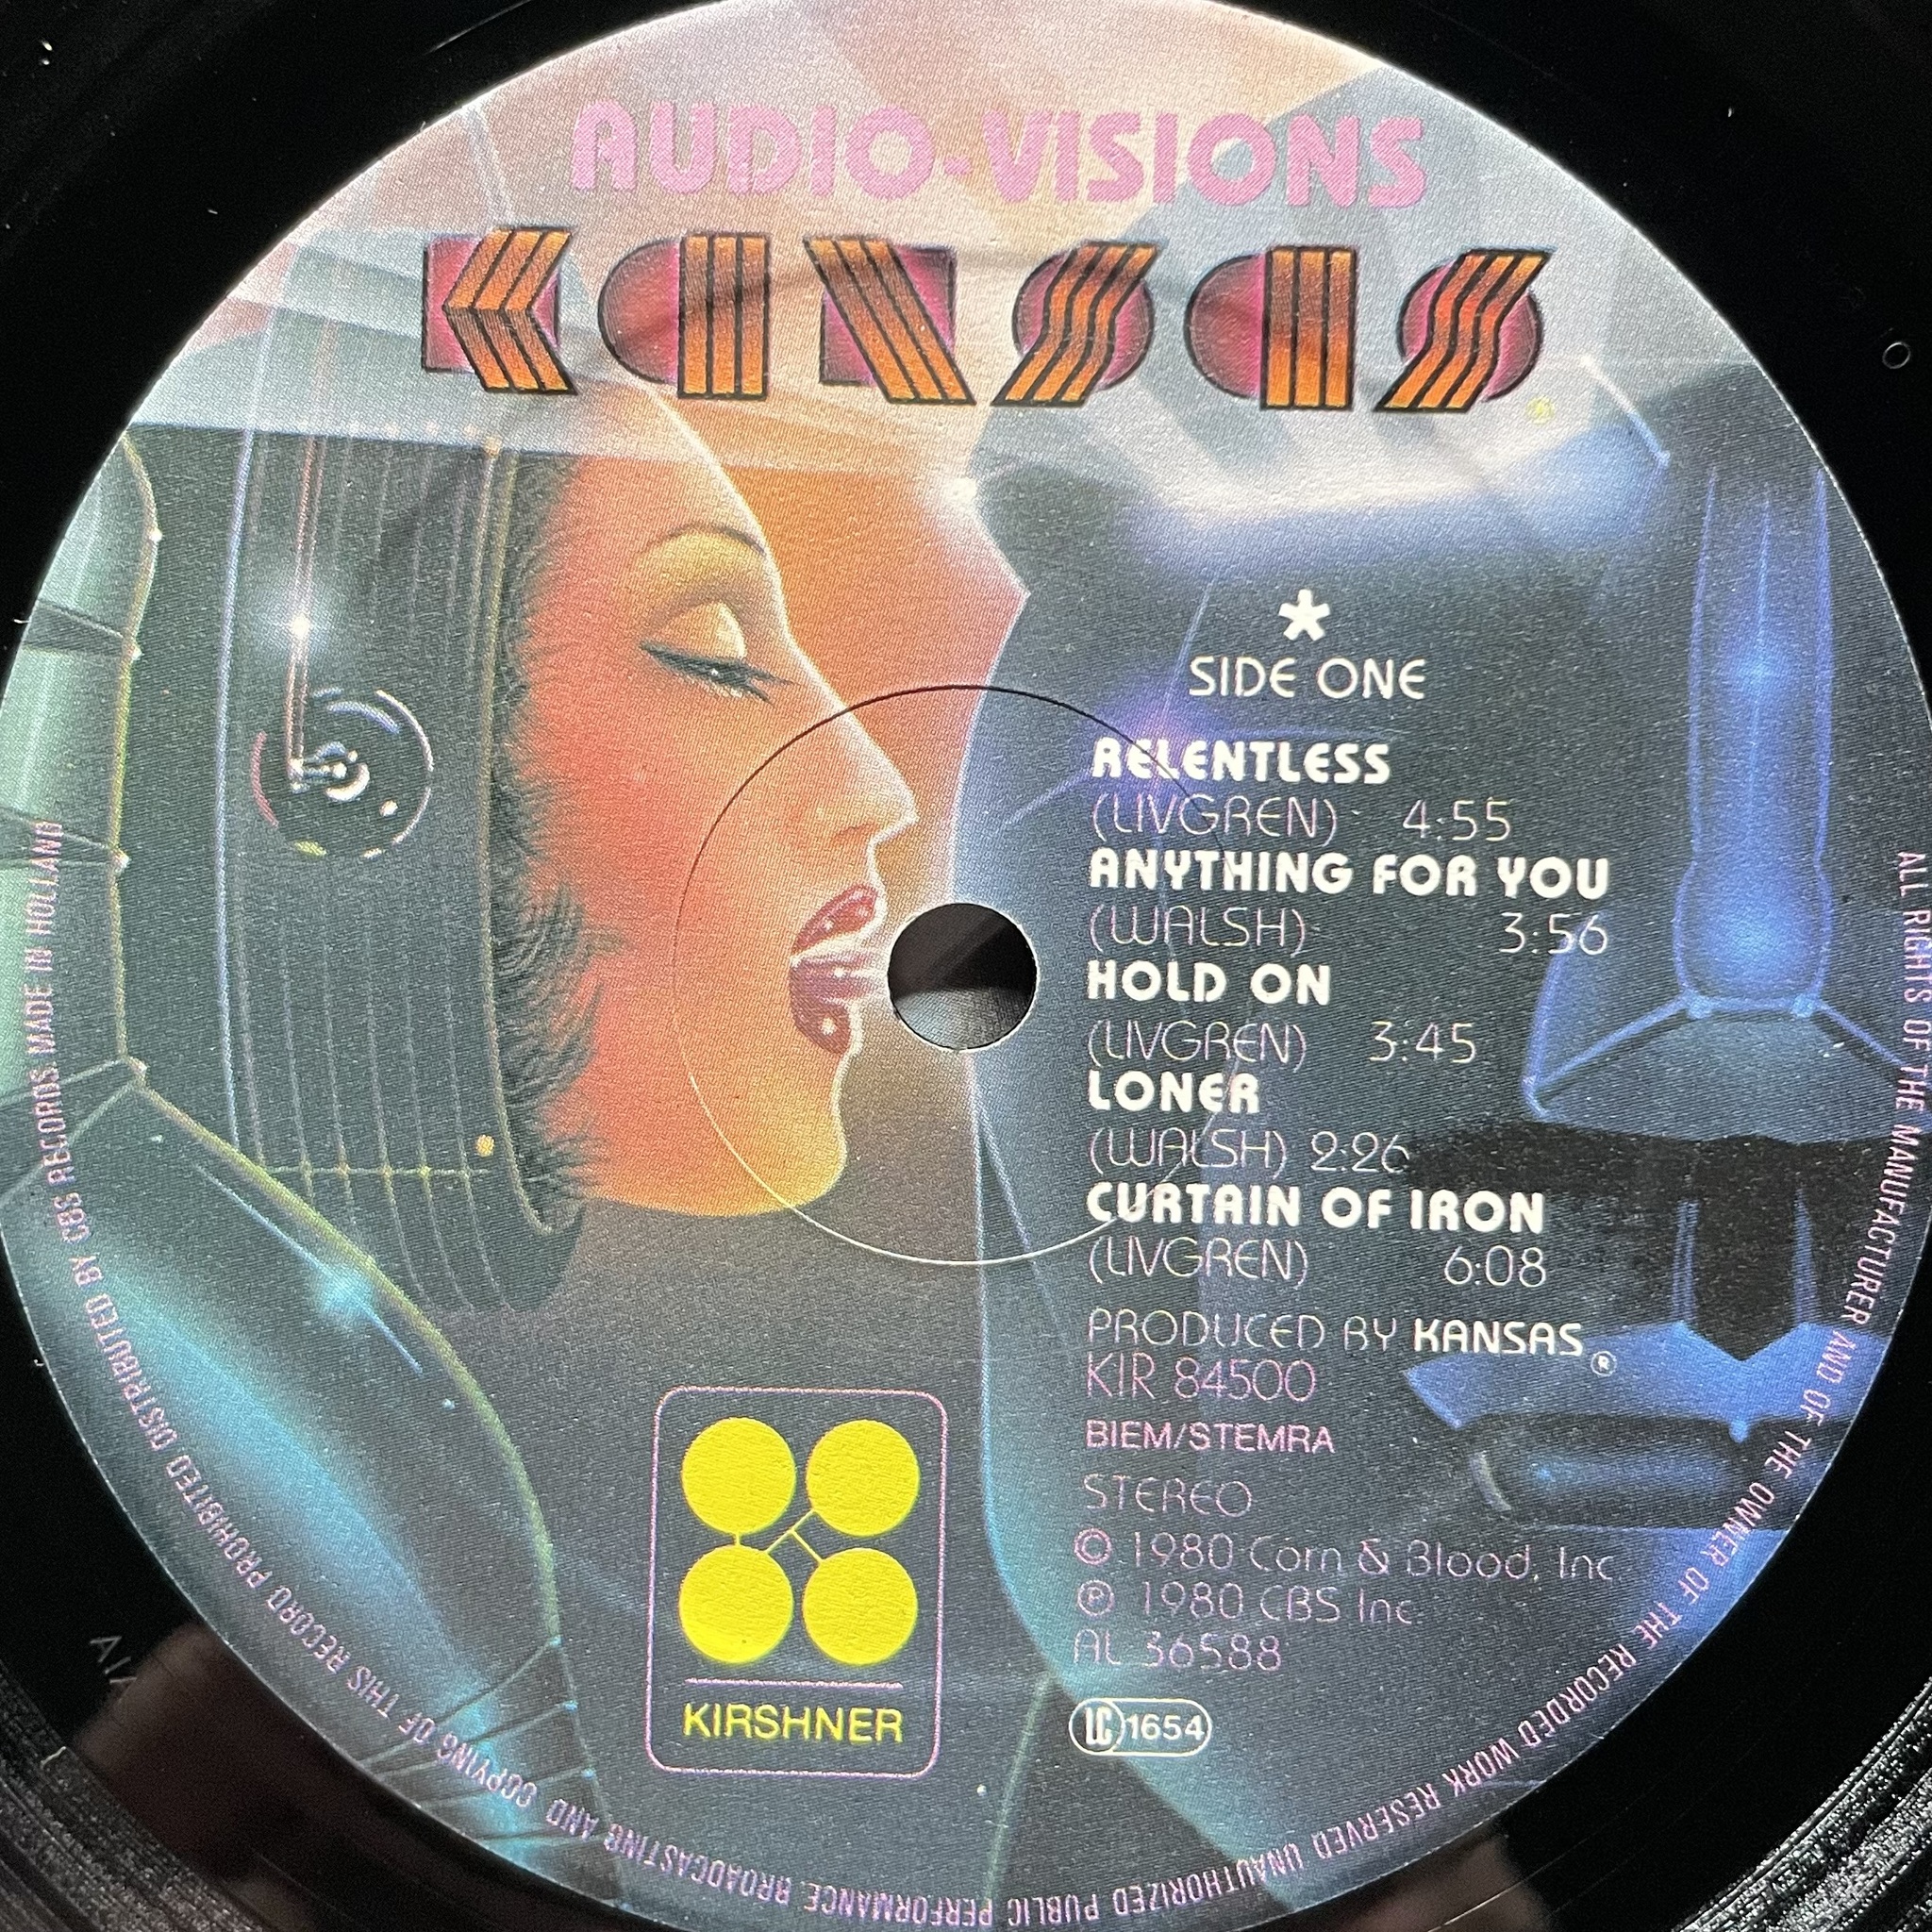 AUDIO-VISIONS
KANSAS
*
SIDE ONE
RELENTLESS
(LIVGREN) 4:55
ANYTHING FOR YOU
(WALSH) 3:56
HOLD ON
(LIVGREN) 3:45
LONER
(WALSH) 2:26
CURTAIN OF IRON
(LIVGREN) 6:08
PRODUCED BY KANSAS®
KIR 84500
BIEM/STEMRA
STEREO
© 1980 Corn & Blood, Inc
℗ 1980 CBS Inc
AL 36588
LC 1654
KIRSHNER
ALL RIGHTS OF THE MANUFACTURER AND OF THE OWNER OF THE RECORDED WORK RESERVED UNAUTHORIZED PUBLIC PERFORMANCE, BROADCASTING AND COPYING OF THIS RECORD PROHIBITED DISTRIBUTED BY CBS RECORDS MADE IN HOLLAND